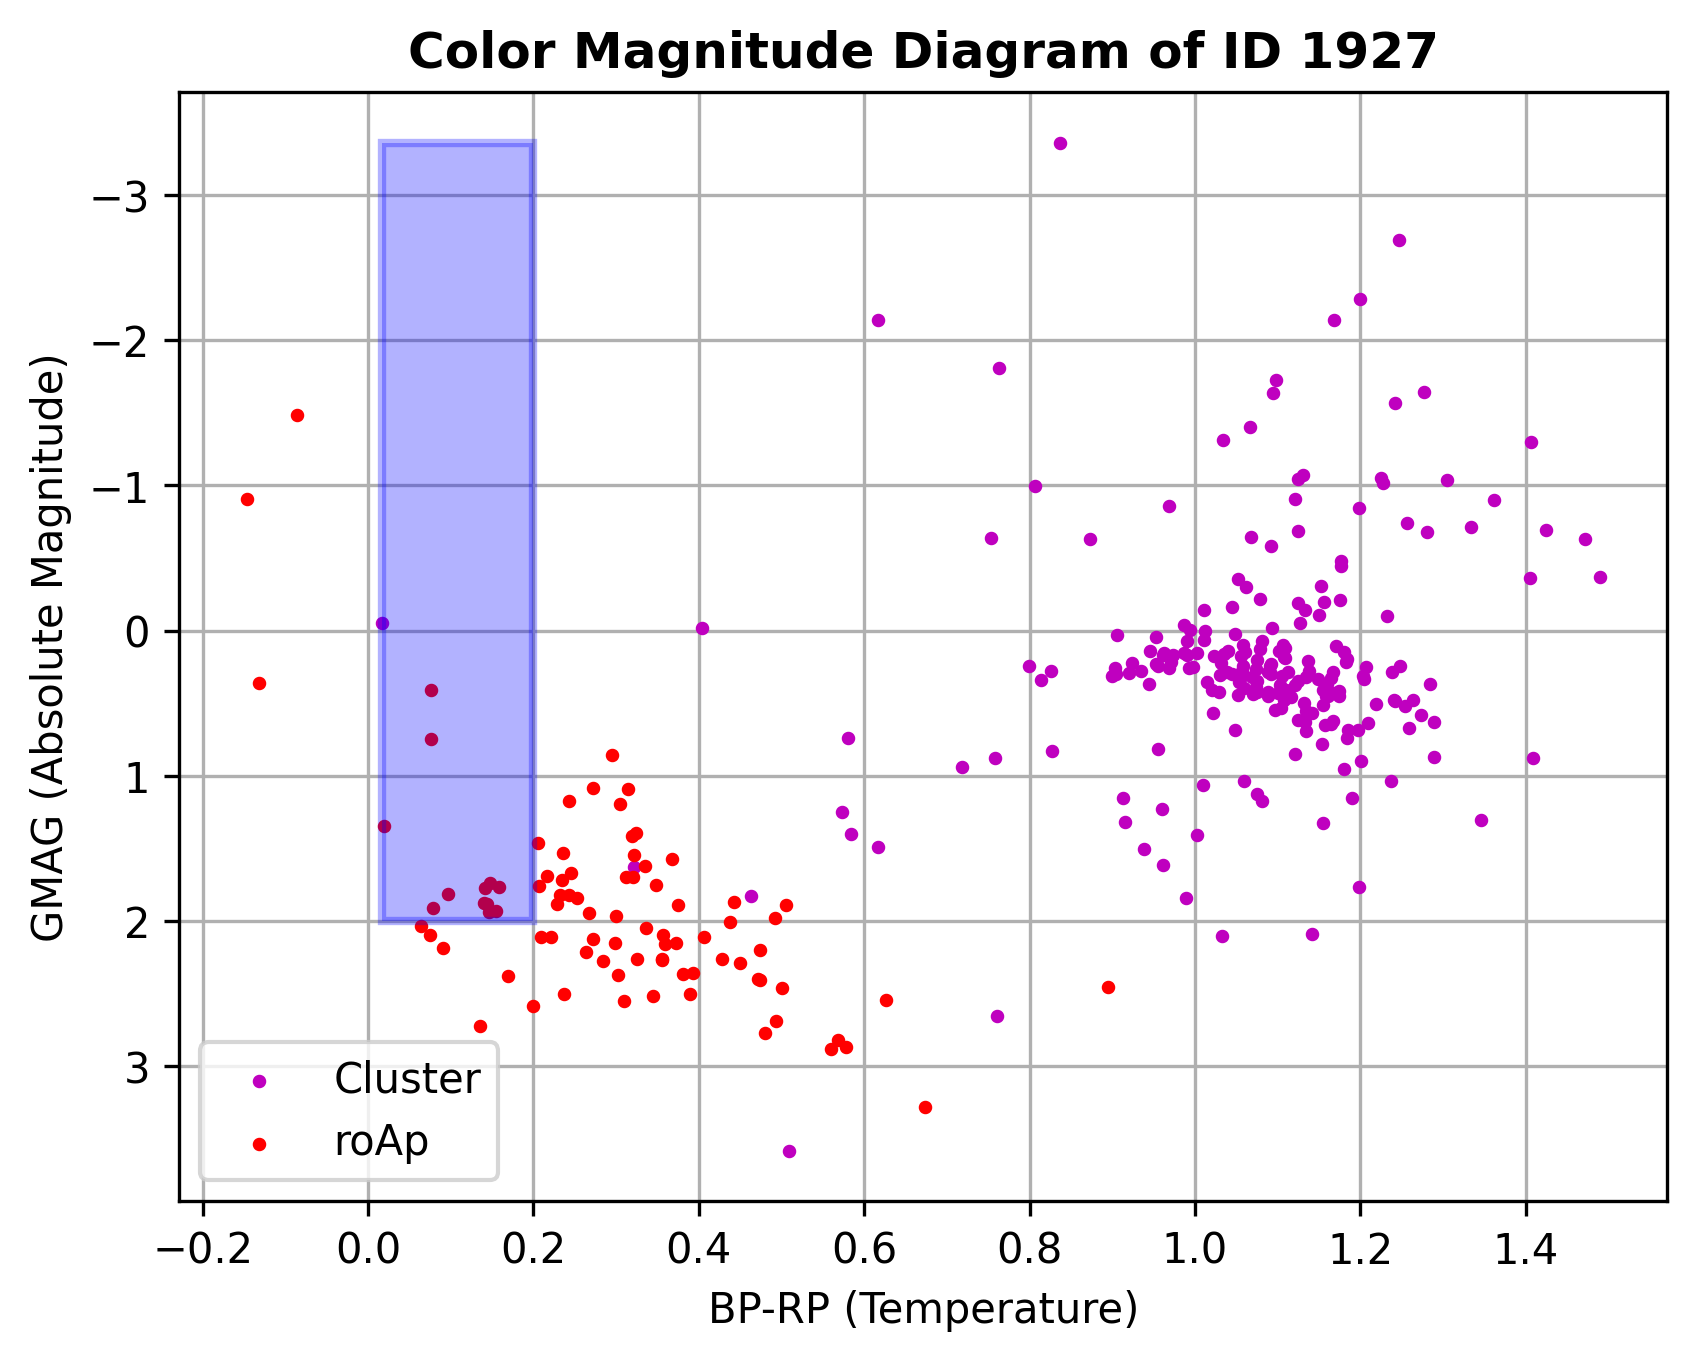 Color Magnitude Diagram of ID 1927
GMAG (Absolute Magnitude)
−3
−2
−1
0
1
2
3
Cluster
roAp
−0.2 0.0 0.2 0.4 0.6 0.8 1.0 1.2 1.4
BP-RP (Temperature)